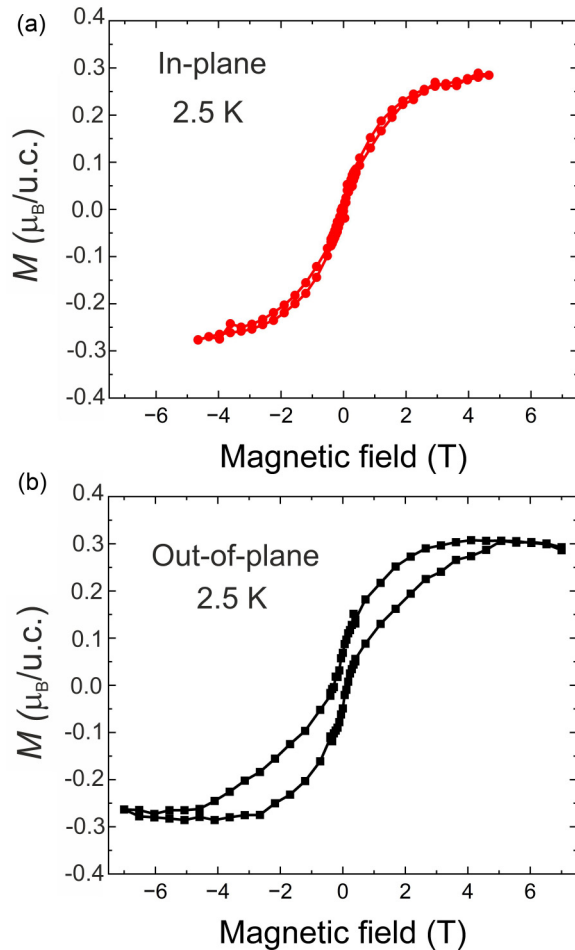 (a)
0.4
0.3
0.2
0.1
0.0
-0.1
-0.2
-0.3
-0.4
M (μB/u.c.)
In-plane
2.5 K
−6 −4 −2 0 2 4 6
Magnetic field (T)
(b)
0.4
0.3
0.2
0.1
0.0
-0.1
-0.2
-0.3
-0.4
M (μB/u.c.)
Out-of-plane
2.5 K
−6 −4 −2 0 2 4 6
Magnetic field (T)